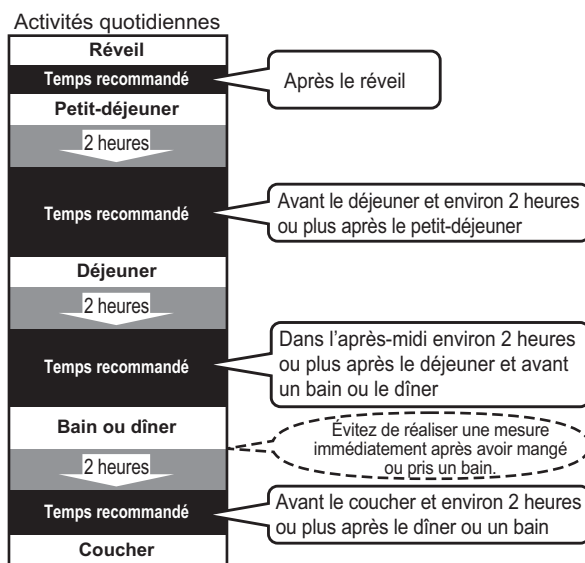 Activités quotidiennes
Réveil
Temps recommandé
Après le réveil
Petit-déjeuner
2 heures
Temps recommandé
Avant le déjeuner et environ 2 heures
ou plus après le petit-déjeuner
Déjeuner
2 heures
Temps recommandé
Dans l'après-midi environ 2 heures
ou plus après le déjeuner et avant
un bain ou le dîner
Bain ou dîner
Évitez de réaliser une mesure
immédiatement après avoir mangé
ou pris un bain.
2 heures
Temps recommandé
Avant le coucher et environ 2 heures
ou plus après le dîner ou un bain
Coucher